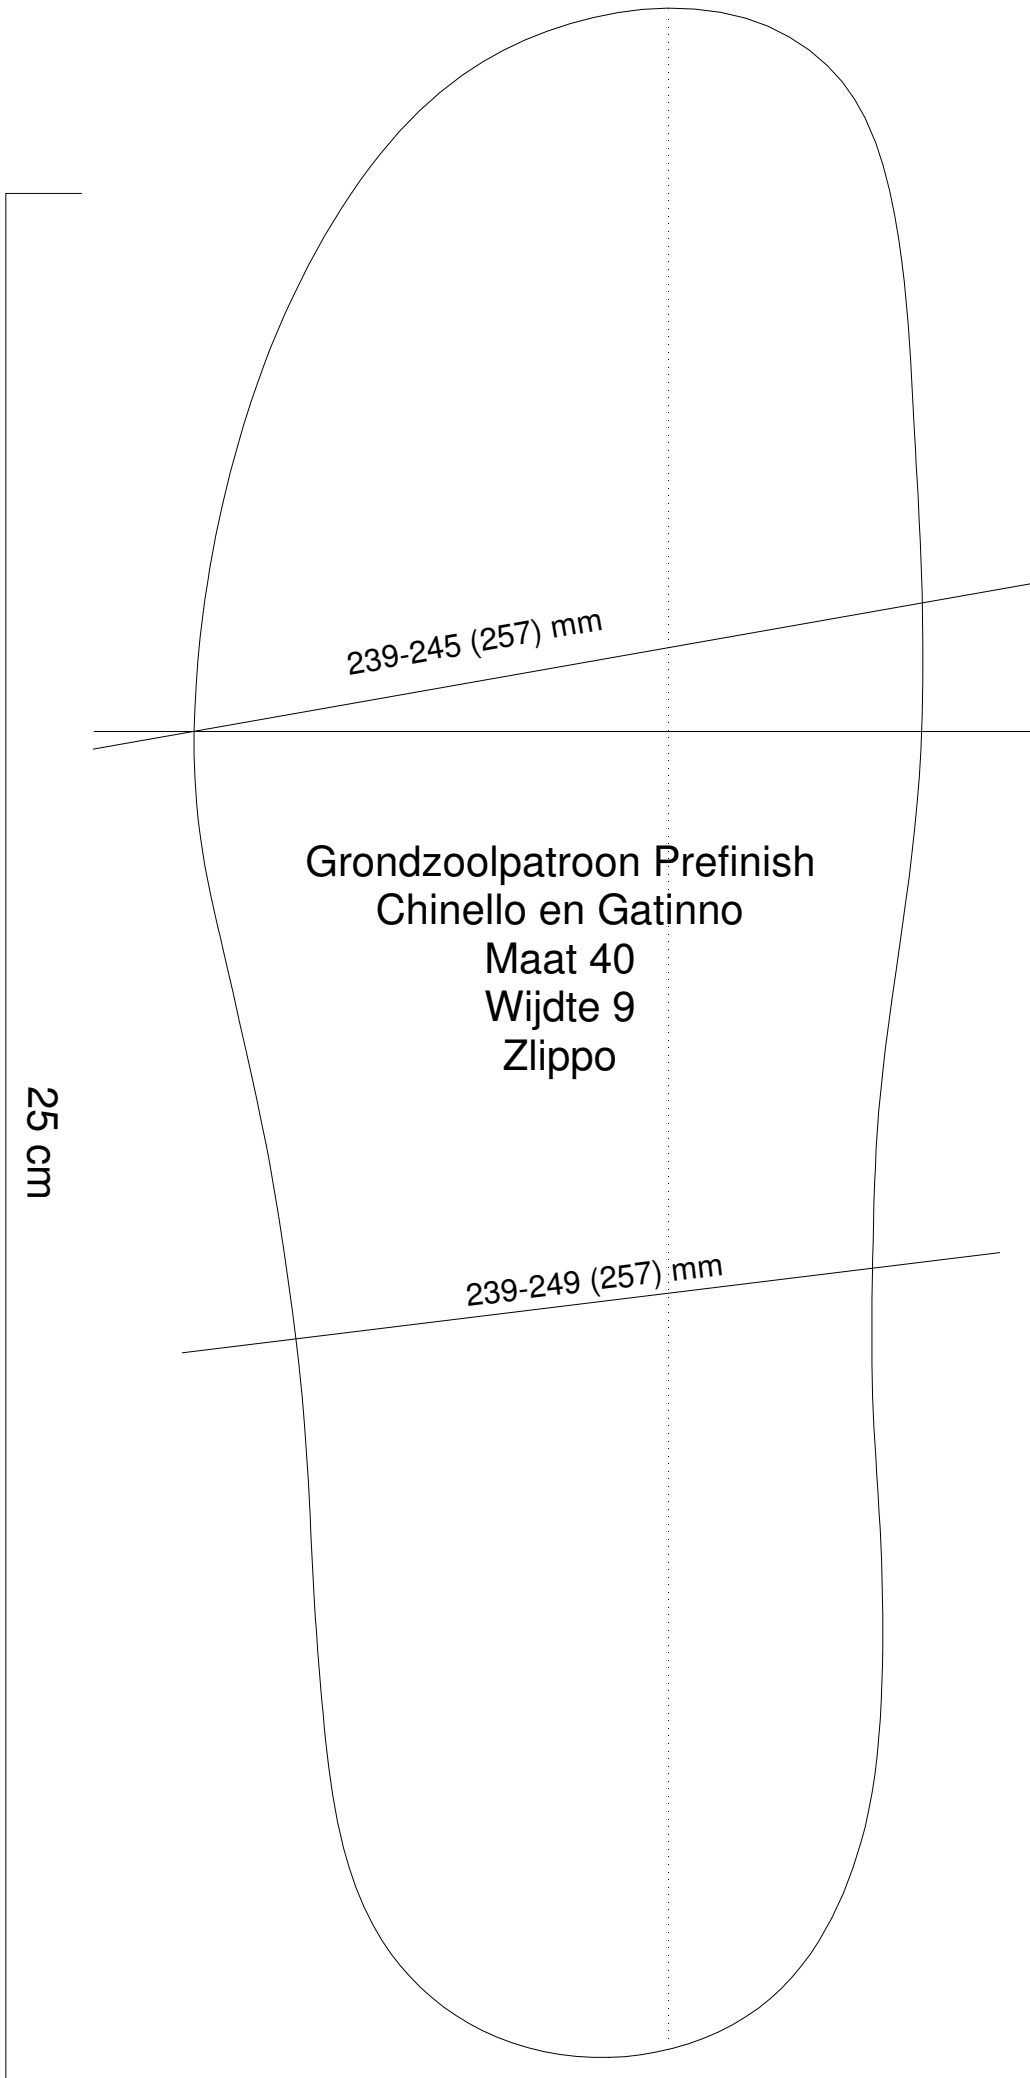 239-245 (257) mm
Grondzoolpatroon Prefinish
Chinello en Gatinno
Maat 40
Wijdte 9
Zlippo
25 cm
239-249 (257) mm